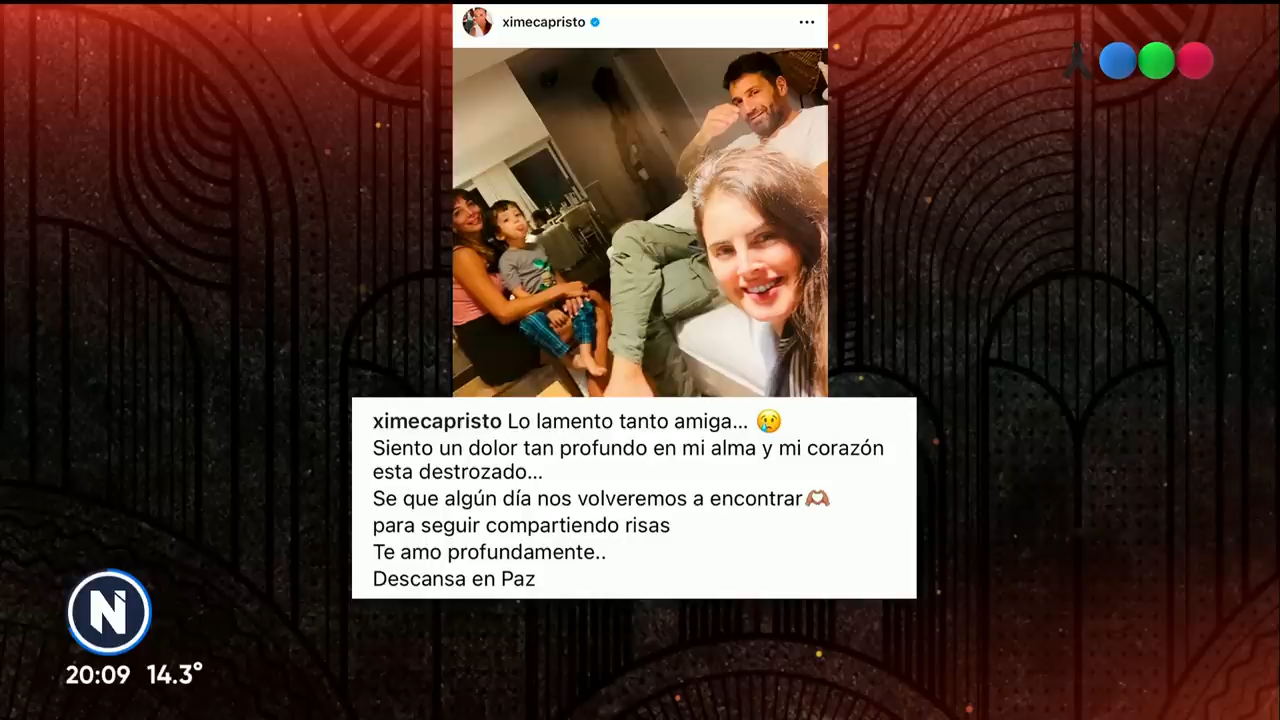 ximecapristo
ximecapristo Lo lamento tanto amiga... 😢
Siento un dolor tan profundo en mi alma y mi corazón
esta destrozado...
Se que algún día nos volveremos a encontrar🫶🏽
para seguir compartiendo risas
Te amo profundamente..
Descansa en Paz
N
20:09 14.3°